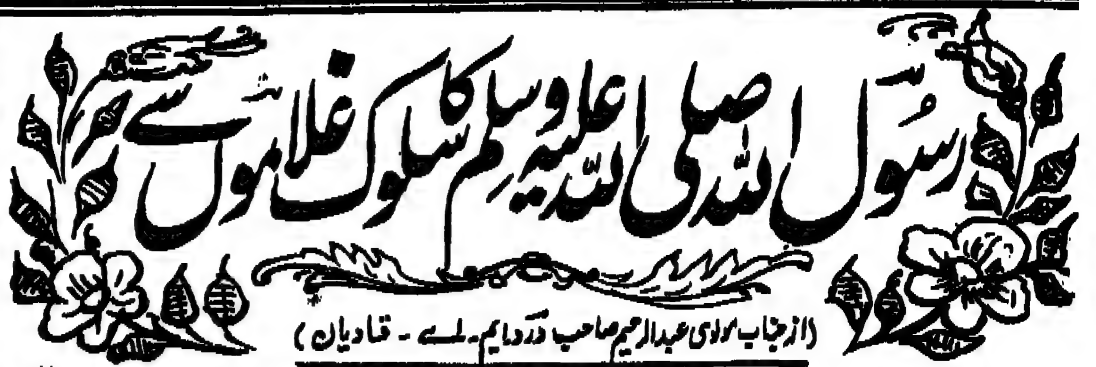 رسول اللہ صلی اللہ علیہ وسلم کا سلوک غلاموں سے
(از جناب مولوی عبدالرحیم صاحب درد ایم۔ اے - قادیان)